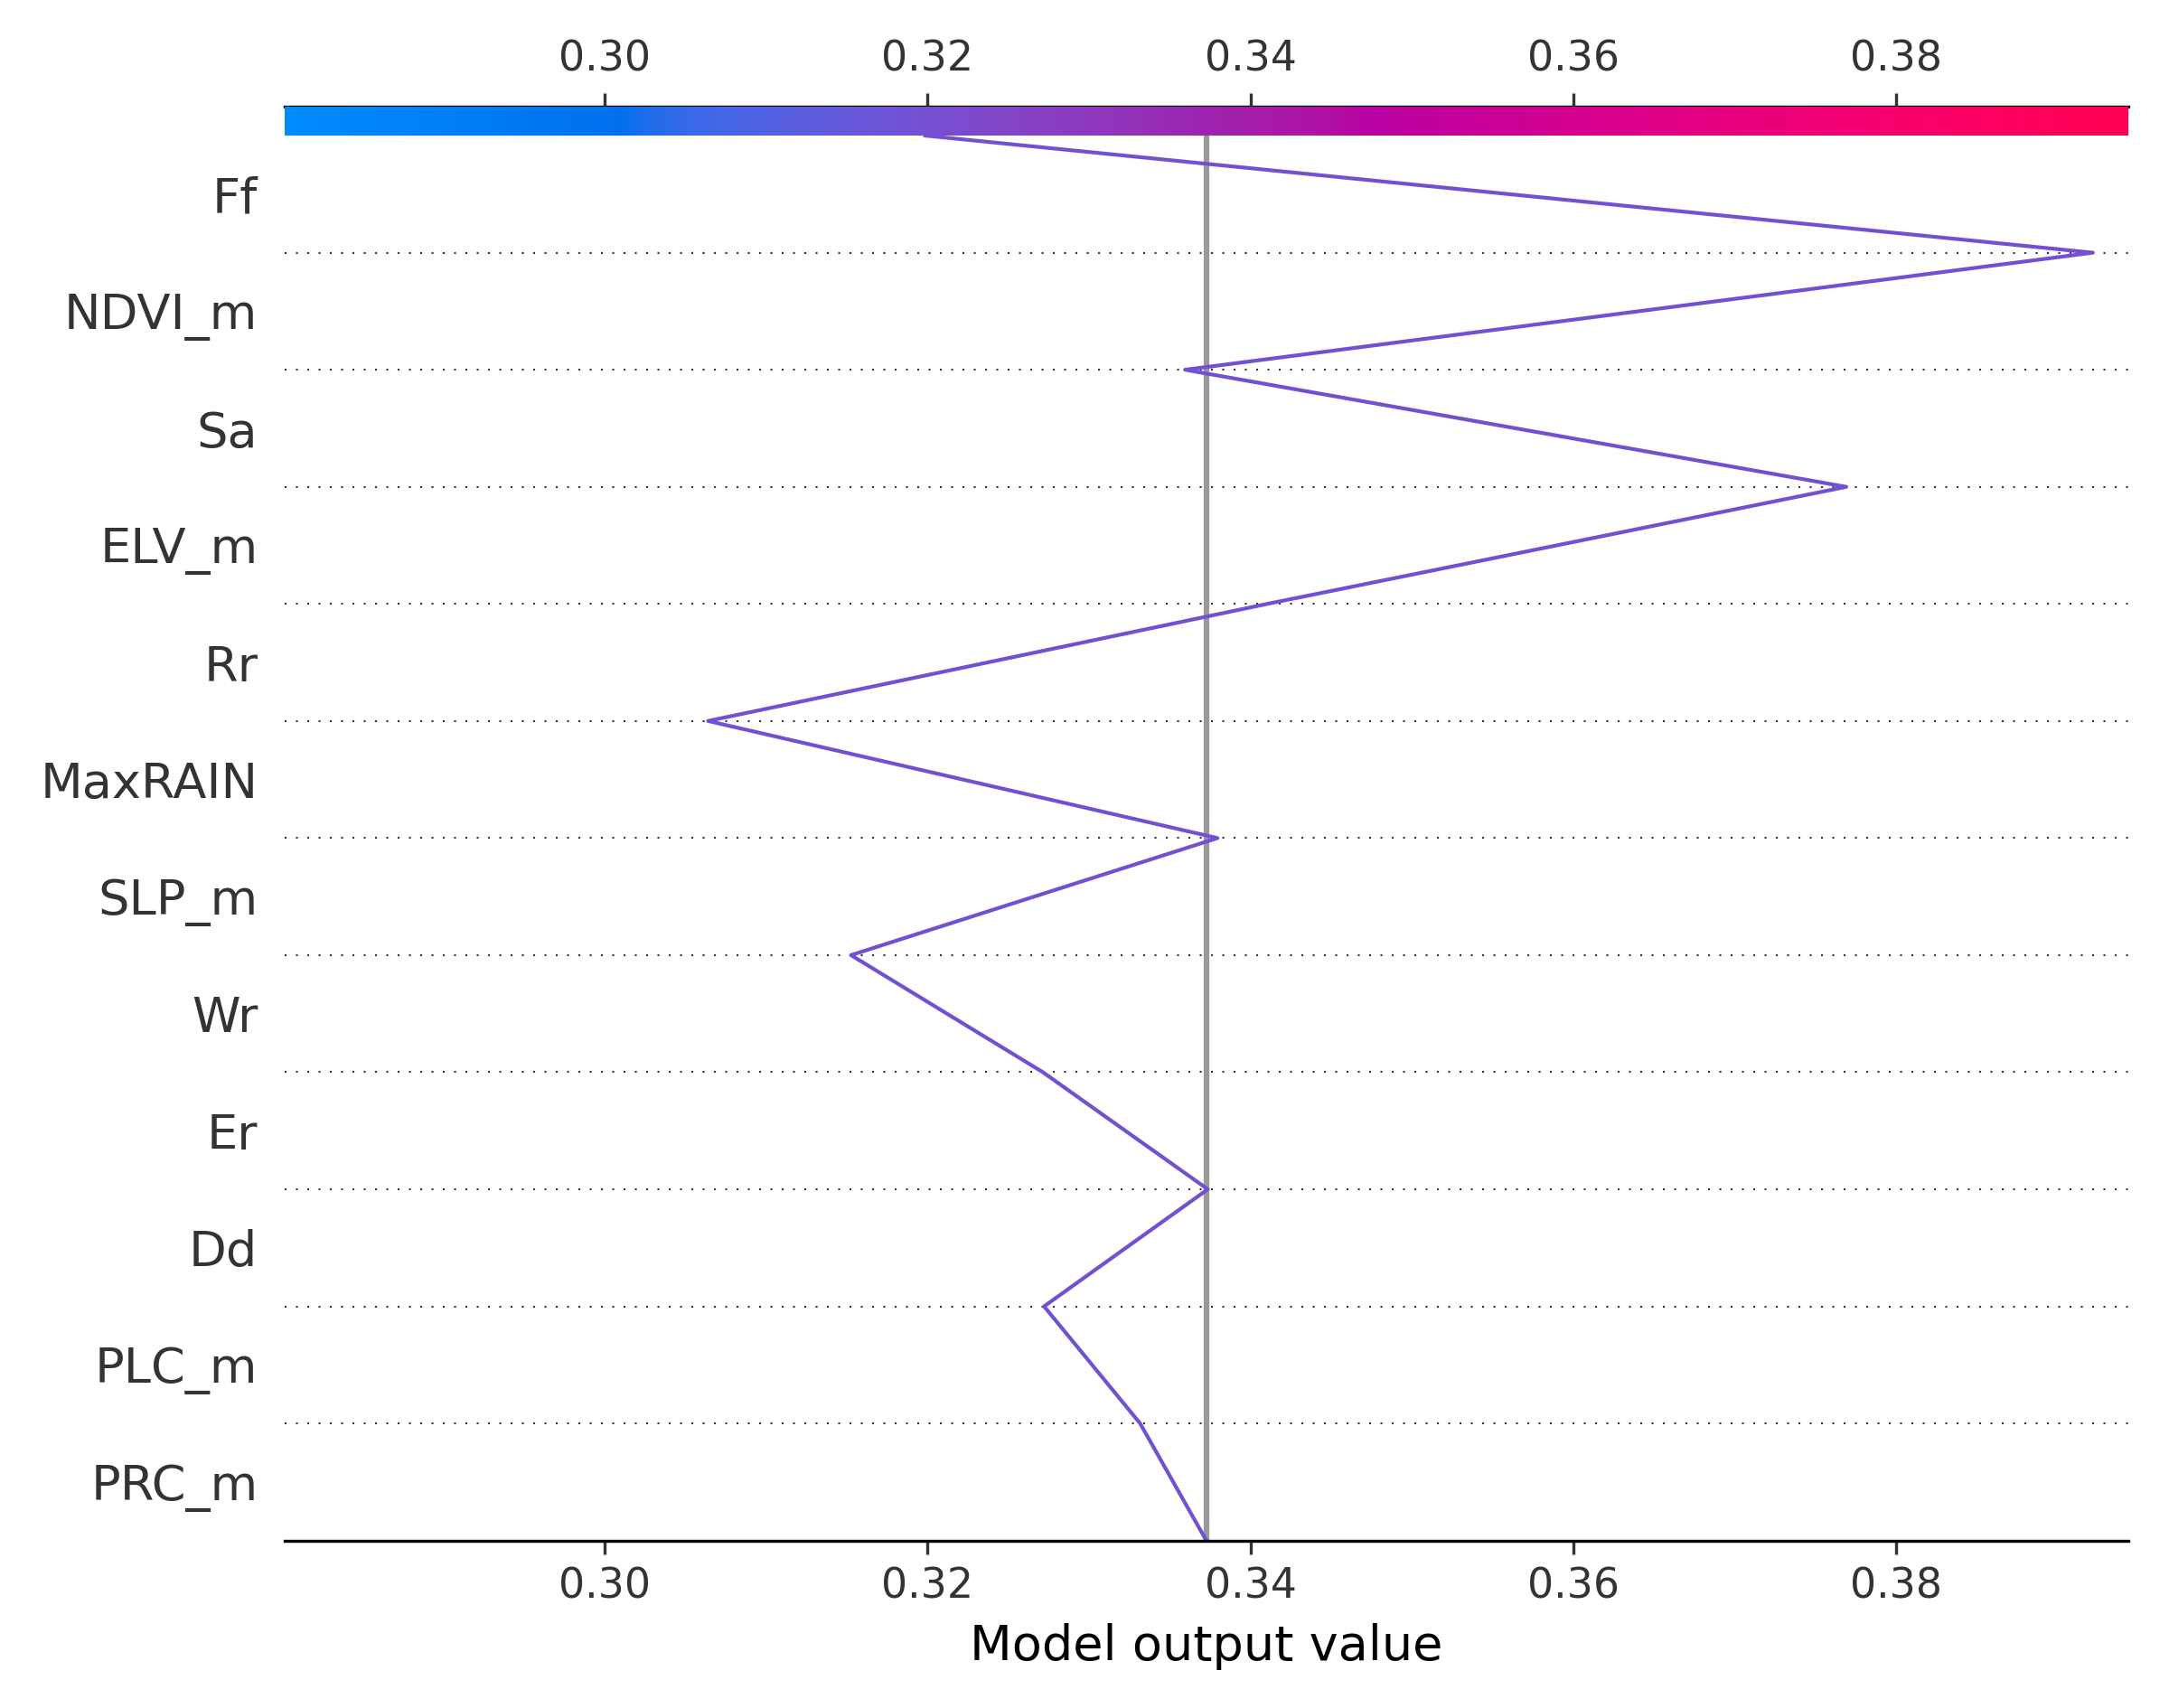 0.30 0.32 0.34 0.36 0.38
Ff
NDVI_m
Sa
ELV_m
Rr
MaxRAIN
SLP_m
Wr
Er
Dd
PLC_m
PRC_m
0.30 0.32 0.34 0.36 0.38
Model output value